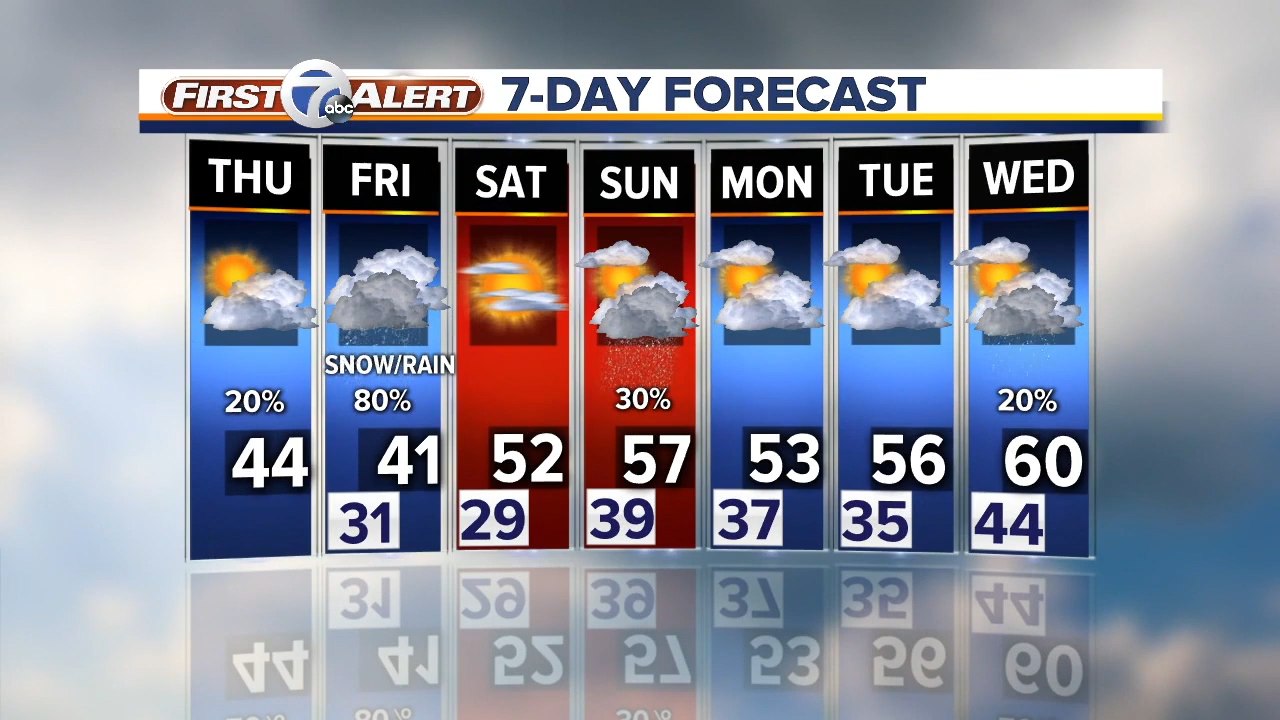 FIRST 7 abc ALERT 7-DAY FORECAST
THU FRI SAT SUN MON TUE WED
SNOW/RAIN
20% 80% 30% 20%
44 41 52 57 53 56 60
31 29 39 37 35 44